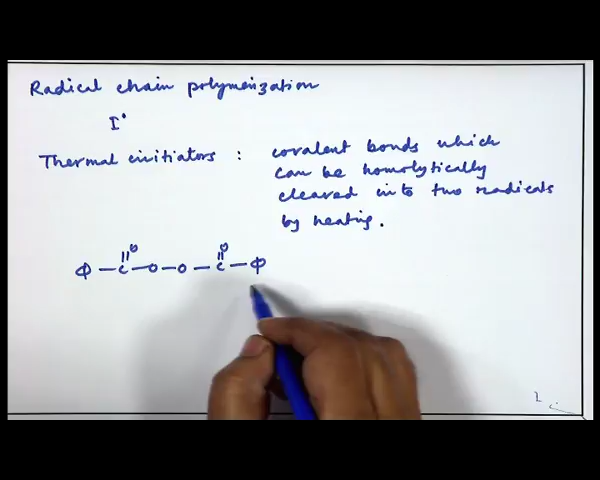 Radical chain polymerization
I•
Thermal initiators : covalent bonds which
can be homolytically
cleaved into two radicals
by heating.
O O
Φ — C — O — O — C — Φ